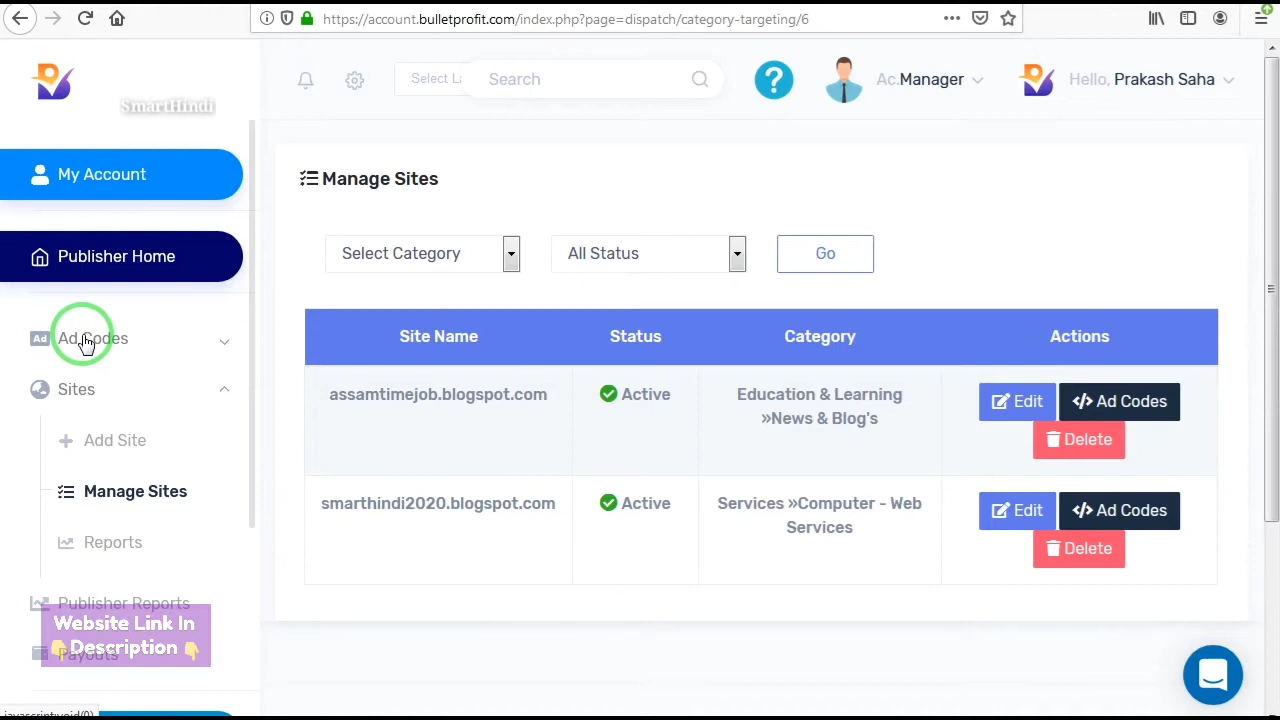 https://account.bulletprofit.com/index.php?page=dispatch/category-targeting/6
SmartHindi
Select La
Search
?
Ac.Manager
Hello, Prakash Saha
My Account
Publisher Home
Ad
Ad Codes
Sites
Add Site
Manage Sites
Reports
Publisher Reports
Website Link In
👇Description 👇
Payouts
javascript:void(0)
Manage Sites
Select Category
All Status
Go
Site Name Status Category Actions
assamtimejob.blogspot.com Active Education & Learning
»News & Blog's
Edit </> Ad Codes
Delete
smarthindi2020.blogspot.com Active Services »Computer - Web
Services
Edit </> Ad Codes
Delete